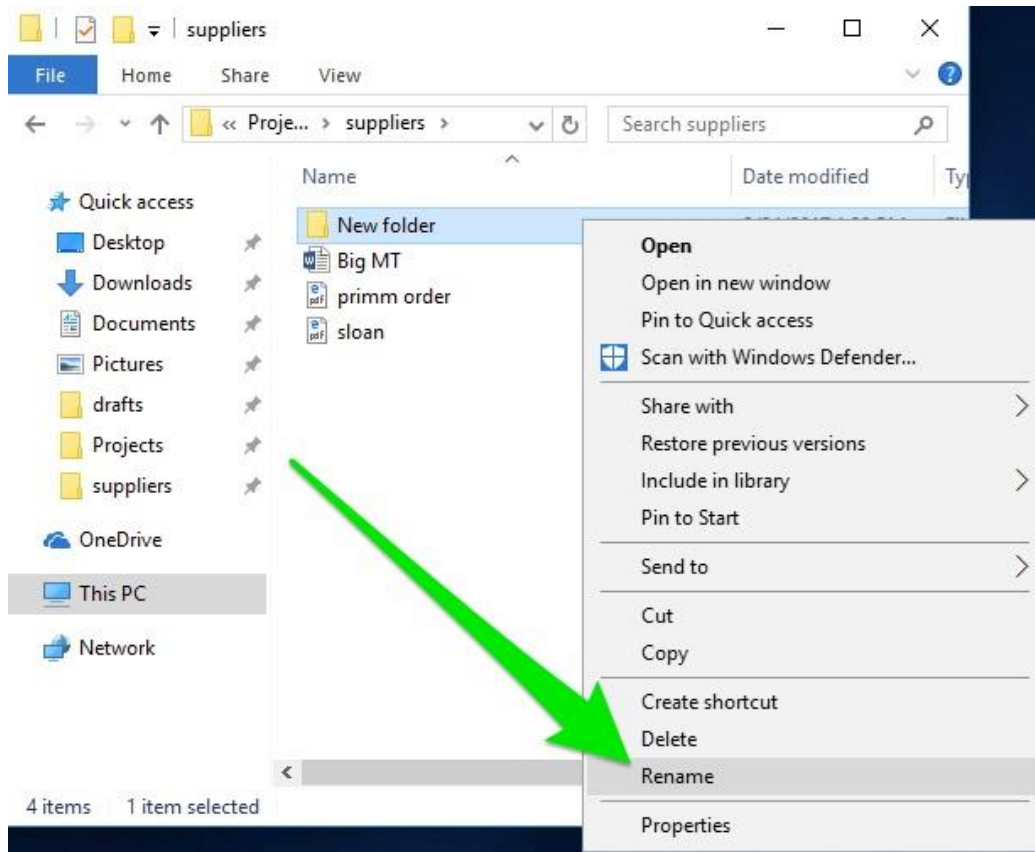 suppliers
File Home Share View
« Proje... > suppliers >
Search suppliers
Name
Date modified
Quick access
Desktop
Downloads
Documents
Pictures
drafts
Projects
suppliers
OneDrive
This PC
Network
New folder
Big MT
primm order
sloan
Open
Open in new window
Pin to Quick access
Scan with Windows Defender...
Share with
Restore previous versions
Include in library
Pin to Start
Send to
Cut
Copy
Create shortcut
Delete
Rename
Properties
4 items 1 item selected